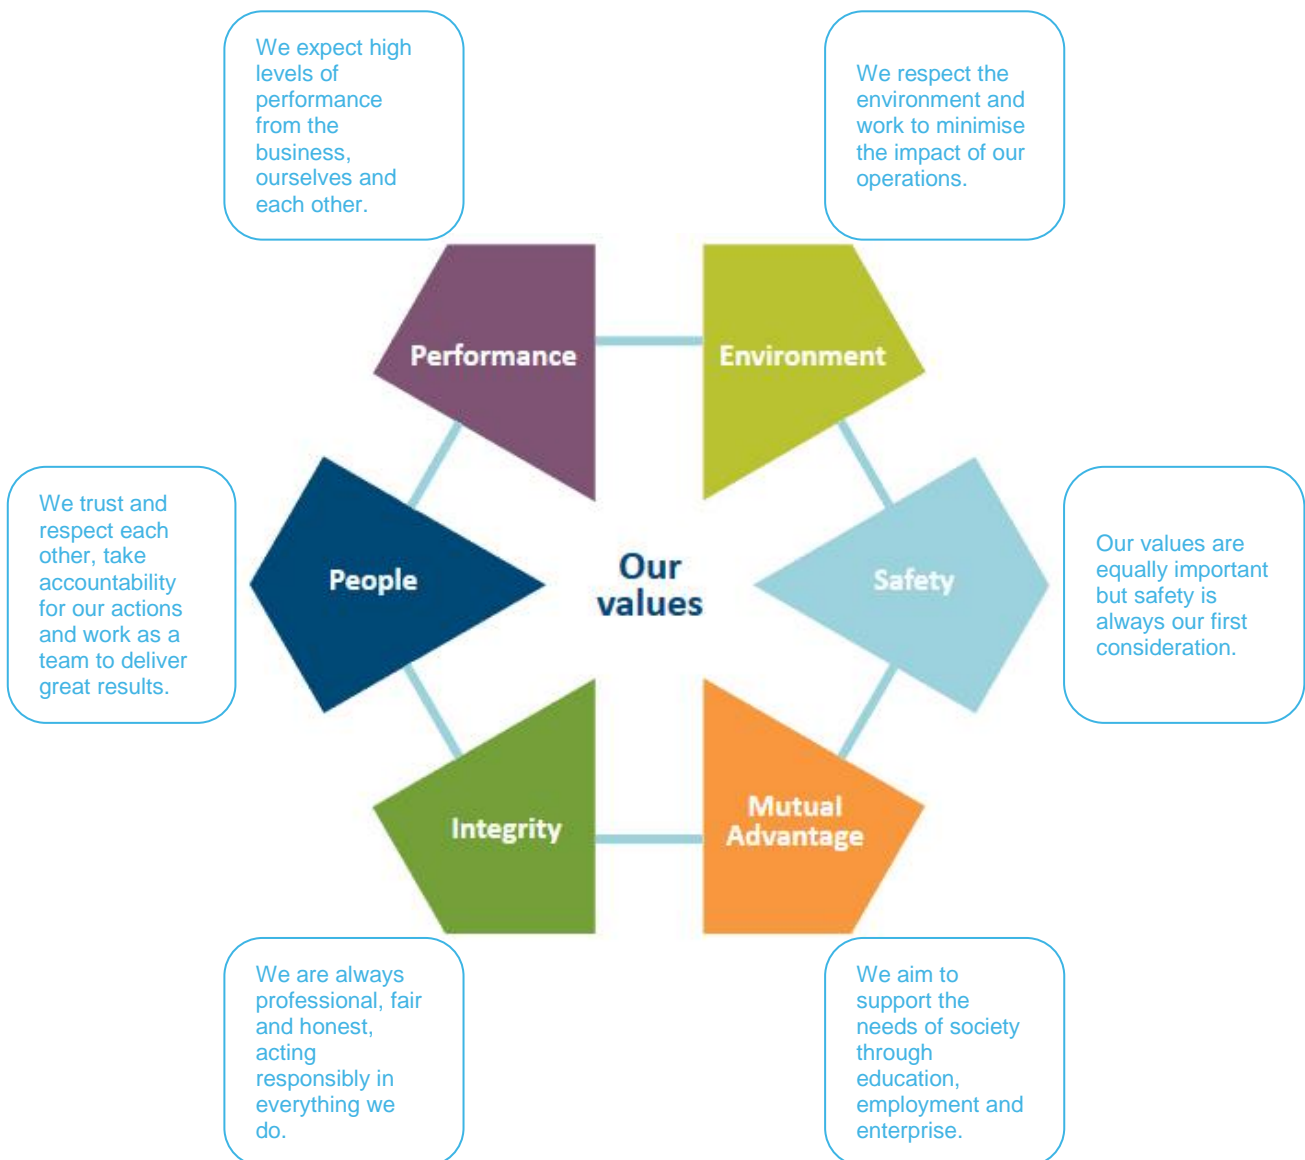 We expect high
levels of
performance
from the
business,
ourselves and
each other.
We respect the
environment and
work to minimise
the impact of our
operations.
Performance
Environment
We trust and
respect each
other, take
accountability
for our actions
and work as a
team to deliver
great results.
People
Our
values
Safety
Our values are
equally important
but safety is
always our first
consideration.
Integrity
Mutual
Advantage
We are always
professional, fair
and honest,
acting
responsibly in
everything we
do.
We aim to
support the
needs of society
through
education,
employment and
enterprise.